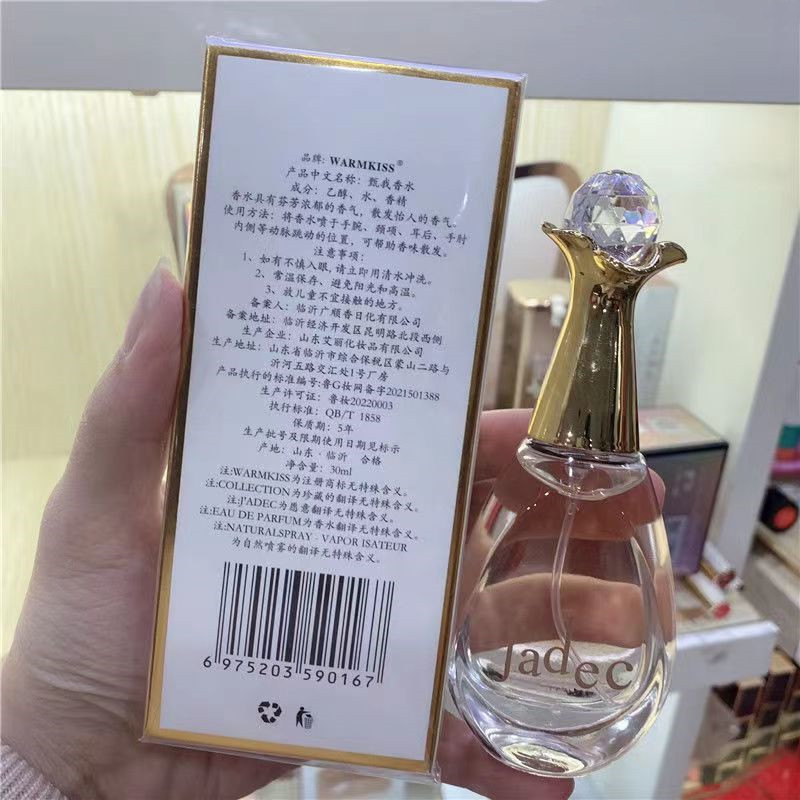 品牌: WARMKISS®
产品中文名称: 甄我香水
成分: 乙醇、水、香精
香水具有芬芳浓郁的香气，散发怡人的香气。
使用方法: 将香水喷于手腕、颈项、耳后、手肘
内侧等动脉跳动的位置，可帮助香味散发。
注意事项:
1、如有不慎入眼,请立即用清水冲洗。
2、常温保存、避免阳光和高温。
3、放儿童不宜接触的地方。
备案人: 临沂广顺香日化有限公司
备案地址: 临沂经济开发区昆明路北段西侧
生产企业: 山东艾丽化妆品有限公司
生产地址: 山东省临沂市综合保税区蒙山二路与
沂河五路交汇处1号厂房
产品执行的标准编号:鲁G妆网备字2021501388
生产许可证: 鲁妆20220003
执行标准: QB/T 1858
保质期: 5年
生产批号及限期使用日期见标示
产地: 山东·临沂 合格
净含量: 30ml
注:WARMKISS为注册商标无特殊含义。
注:COLLECTION为珍藏的翻译无特殊含义。
注:J'ADEC为愿意翻译无特殊含义。
注:EAU DE PARFUM为香水翻译无特殊含义。
注:NATURALSPRAY - VAPOR ISATEUR
为自然喷雾的翻译无特殊含义。
6 975203 590167
Jadec